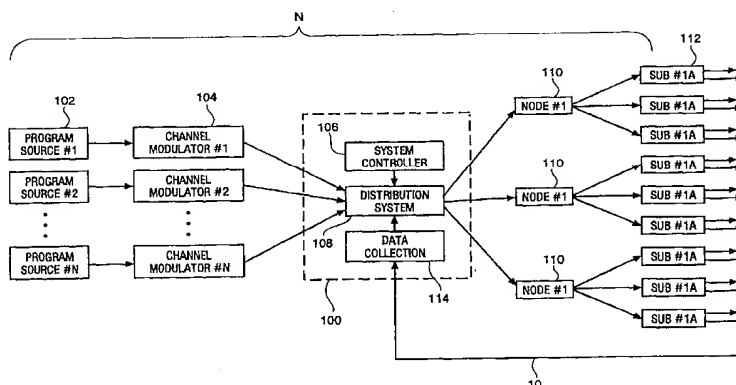 N
102
104
106
110
112
PROGRAM
SOURCE #1
CHANNEL
MODULATOR #1
SYSTEM
CONTROLLER
NODE #1
SUB #1A
SUB #1A
SUB #1A
PROGRAM
SOURCE #2
CHANNEL
MODULATOR #2
DISTRIBUTION
SYSTEM
108
110
NODE #1
SUB #1A
SUB #1A
SUB #1A
PROGRAM
SOURCE #N
CHANNEL
MODULATOR #N
DATA
COLLECTION
114
100
110
NODE #1
SUB #1A
SUB #1A
SUB #1A
10